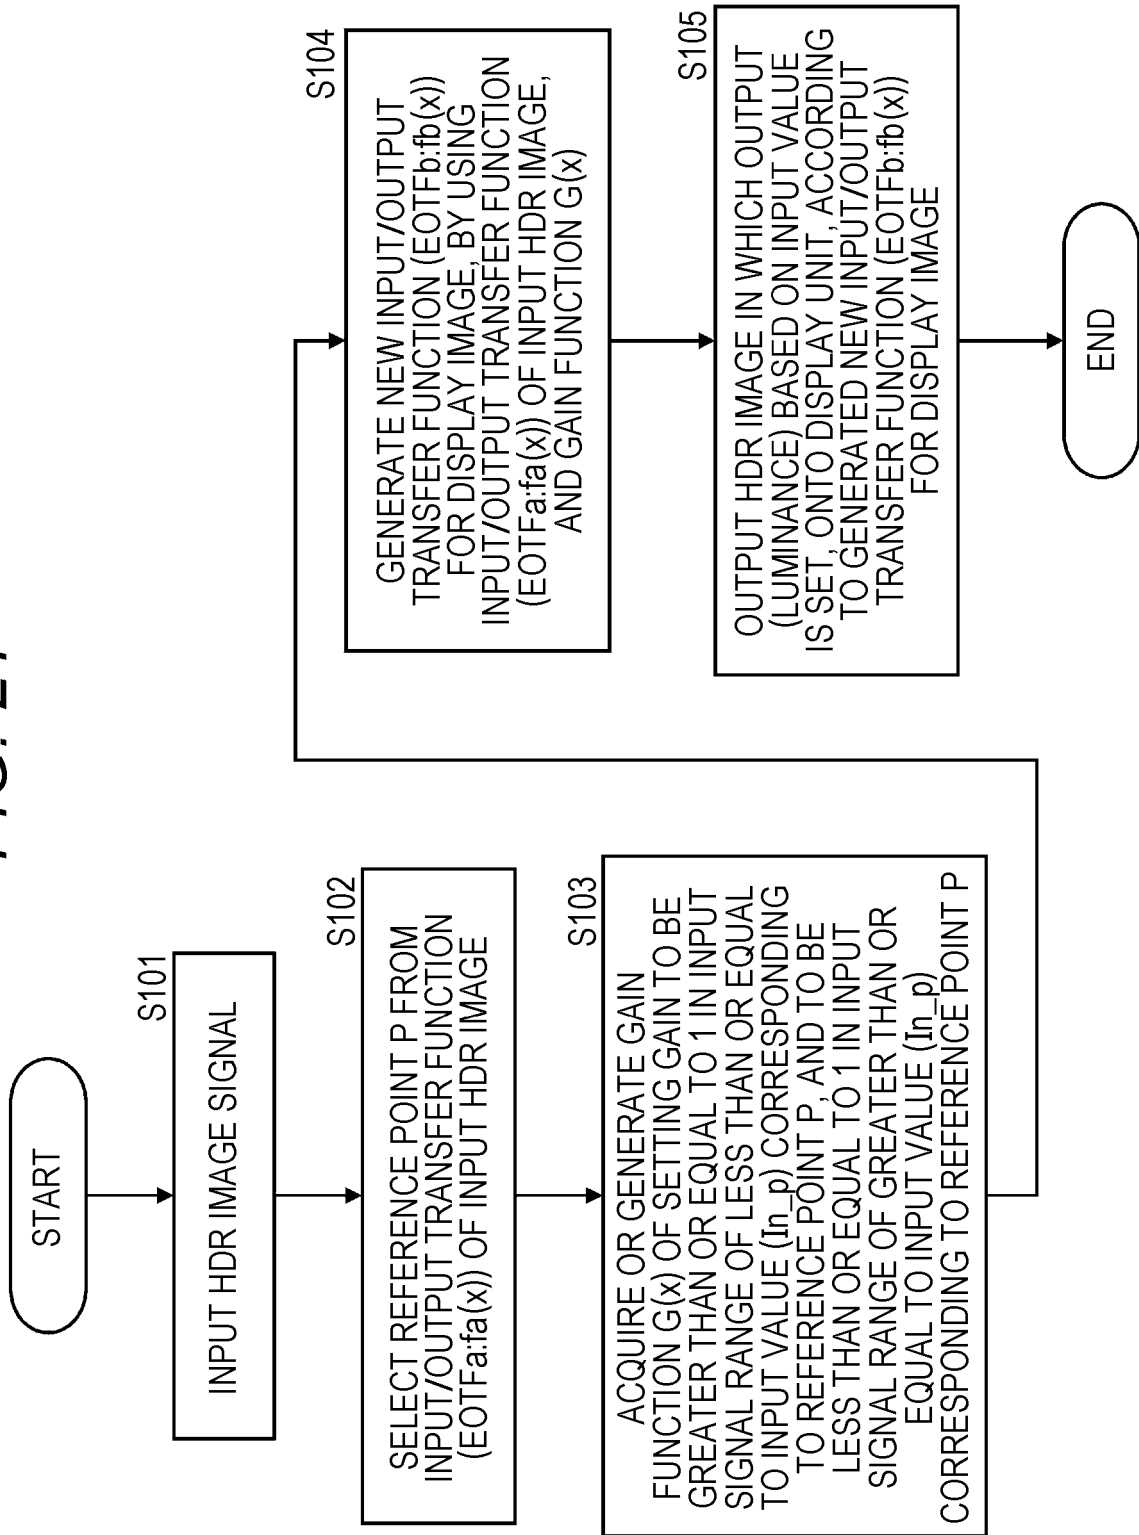 START
S101
INPUT HDR IMAGE SIGNAL
S102
SELECT REFERENCE POINT P FROM
INPUT/OUTPUT TRANSFER FUNCTION
(EOTFa:fa(x)) OF INPUT HDR IMAGE
S103
ACQUIRE OR GENERATE GAIN
FUNCTION G(x) OF SETTING GAIN TO BE
GREATER THAN OR EQUAL TO 1 IN INPUT
SIGNAL RANGE OF LESS THAN OR EQUAL
TO INPUT VALUE (In_p) CORRESPONDING
TO REFERENCE POINT P, AND TO BE
LESS THAN OR EQUAL TO 1 IN INPUT
SIGNAL RANGE OF GREATER THAN OR
EQUAL TO INPUT VALUE (In_p)
CORRESPONDING TO REFERENCE POINT P
S104
GENERATE NEW INPUT/OUTPUT
TRANSFER FUNCTION (EOTFb:fb(x))
FOR DISPLAY IMAGE, BY USING
INPUT/OUTPUT TRANSFER FUNCTION
(EOTFa:fa(x)) OF INPUT HDR IMAGE,
AND GAIN FUNCTION G(x)
S105
OUTPUT HDR IMAGE IN WHICH OUTPUT
(LUMINANCE) BASED ON INPUT VALUE
IS SET, ONTO DISPLAY UNIT, ACCORDING
TO GENERATED NEW INPUT/OUTPUT
TRANSFER FUNCTION (EOTFb:fb(x))
FOR DISPLAY IMAGE
END